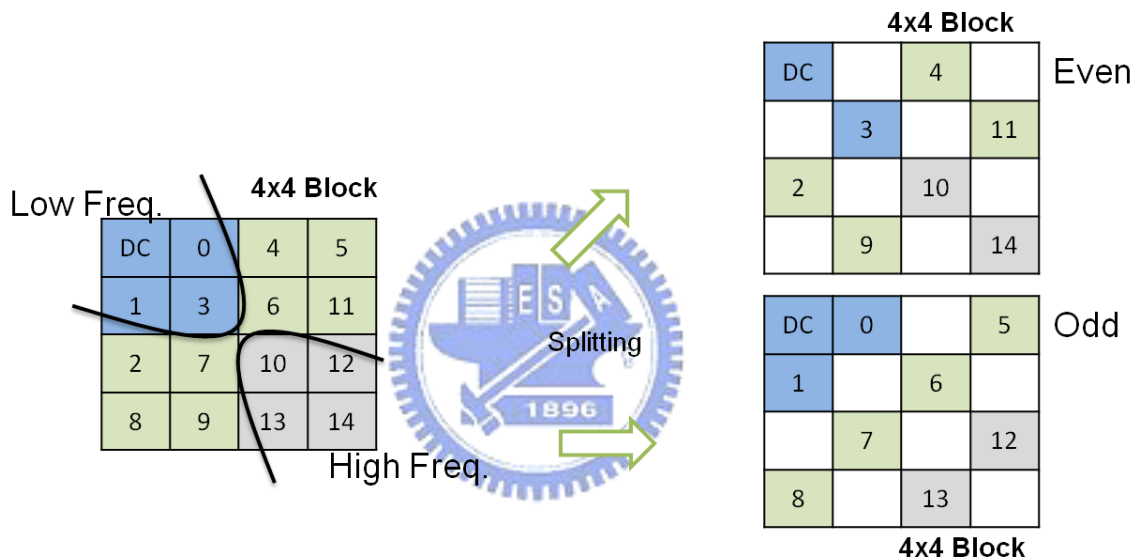 Low Freq.
4x4 Block
DC 0 4 5
1 3 6 11
2 7 10 12
8 9 13 14
High Freq.
E S A
1896
Splitting
4x4 Block
DC 4
3 11
2 10
9 14
Even
DC 0 5
1 6
7 12
8 13
Odd
4x4 Block